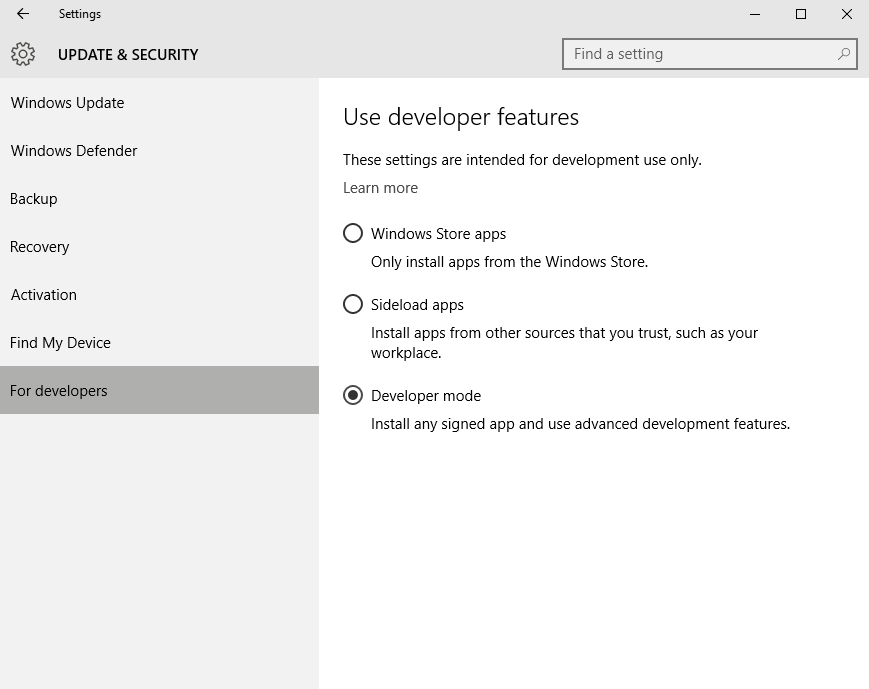 Settings
UPDATE & SECURITY
Find a setting
Windows Update
Windows Defender
Backup
Recovery
Activation
Find My Device
For developers
Use developer features
These settings are intended for development use only.
Learn more
Windows Store apps
Only install apps from the Windows Store.
Sideload apps
Install apps from other sources that you trust, such as your
workplace.
Developer mode
Install any signed app and use advanced development features.